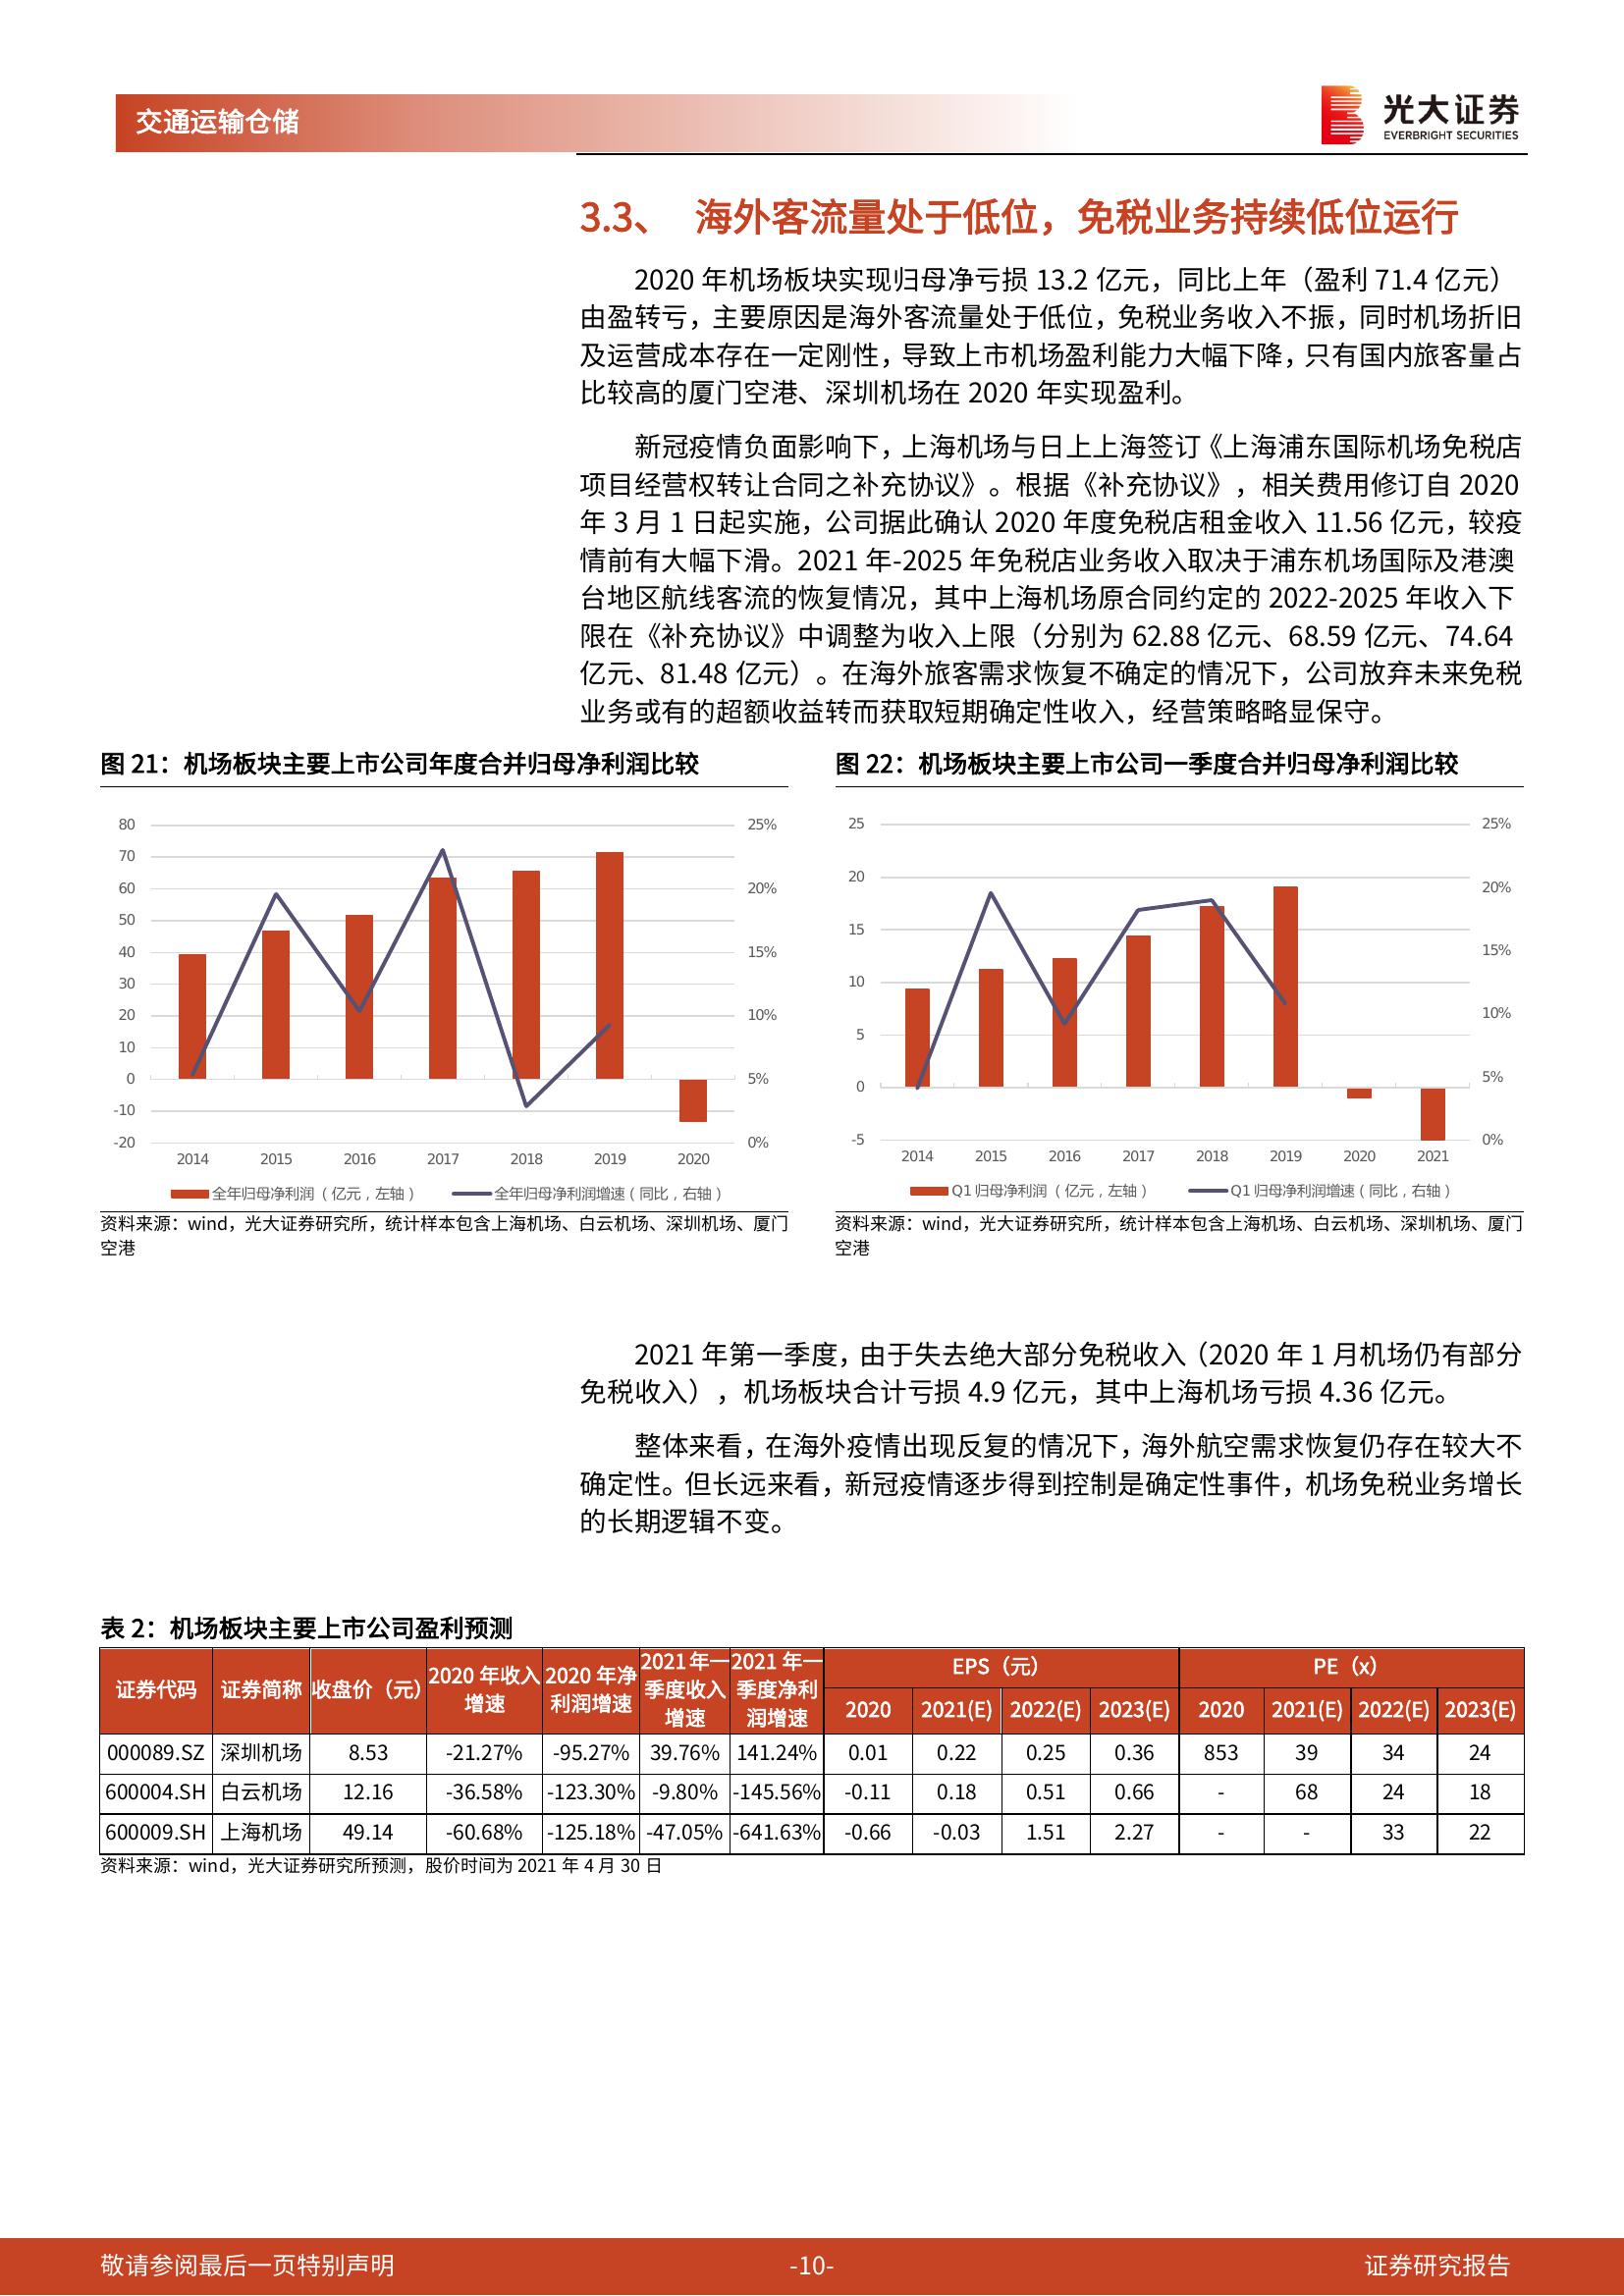 交通运输仓储
光大证券
EVERBRIGHT SECURITIES
3.3、 海外客流量处于低位，免税业务持续低位运行
2020 年机场板块实现归母净亏损 13.2 亿元，同比上年（盈利 71.4 亿元）
由盈转亏，主要原因是海外客流量处于低位，免税业务收入不振，同时机场折旧
及运营成本存在一定刚性，导致上市机场盈利能力大幅下降，只有国内旅客量占
比较高的厦门空港、深圳机场在 2020 年实现盈利。
新冠疫情负面影响下，上海机场与日上上海签订《上海浦东国际机场免税店
项目经营权转让合同之补充协议》。根据《补充协议》，相关费用修订自 2020
年 3 月 1 日起实施，公司据此确认 2020 年度免税店租金收入 11.56 亿元，较疫
情前有大幅下滑。2021 年-2025 年免税店业务收入取决于浦东机场国际及港澳
台地区航线客流的恢复情况，其中上海机场原合同约定的 2022-2025 年收入下
限在《补充协议》中调整为收入上限（分别为 62.88 亿元、68.59 亿元、74.64
亿元、81.48 亿元）。在海外旅客需求恢复不确定的情况下，公司放弃未来免税
业务或有的超额收益转而获取短期确定性收入，经营策略略显保守。
图 21：机场板块主要上市公司年度合并归母净利润比较
80 25%
70
60 20%
50
40 15%
30
20 10%
10
0 5%
-10
-20 0%
2014 2015 2016 2017 2018 2019 2020
全年归母净利润（亿元，左轴） 全年归母净利润增速（同比，右轴）
资料来源：wind，光大证券研究所，统计样本包含上海机场、白云机场、深圳机场、厦门
空港
图 22：机场板块主要上市公司一季度合并归母净利润比较
25 25%
20 20%
15 15%
10 10%
5 5%
0
-5 0%
2014 2015 2016 2017 2018 2019 2020 2021
Q1 归母净利润（亿元，左轴） Q1 归母净利润增速（同比，右轴）
资料来源：wind，光大证券研究所，统计样本包含上海机场、白云机场、深圳机场、厦门
空港
2021 年第一季度，由于失去绝大部分免税收入（2020 年 1 月机场仍有部分
免税收入），机场板块合计亏损 4.9 亿元，其中上海机场亏损 4.36 亿元。
整体来看，在海外疫情出现反复的情况下，海外航空需求恢复仍存在较大不
确定性。但长远来看，新冠疫情逐步得到控制是确定性事件，机场免税业务增长
的长期逻辑不变。
表 2：机场板块主要上市公司盈利预测
证券代码 证券简称 收盘价（元） 2020 年收入增速 2020 年净利润增速 2021年一季度收入增速 2021 年一季度净利润增速 EPS（元） PE（x）
2020 2021(E) 2022(E) 2023(E) 2020 2021(E) 2022(E) 2023(E)
000089.SZ 深圳机场 8.53 -21.27% -95.27% 39.76% 141.24% 0.01 0.22 0.25 0.36 853 39 34 24
600004.SH 白云机场 12.16 -36.58% -123.30% -9.80% -145.56% -0.11 0.18 0.51 0.66 - 68 24 18
600009.SH 上海机场 49.14 -60.68% -125.18% -47.05% -641.63% -0.66 -0.03 1.51 2.27 - - 33 22
资料来源：wind，光大证券研究所预测，股价时间为 2021 年 4 月 30 日
敬请参阅最后一页特别声明 -10- 证券研究报告